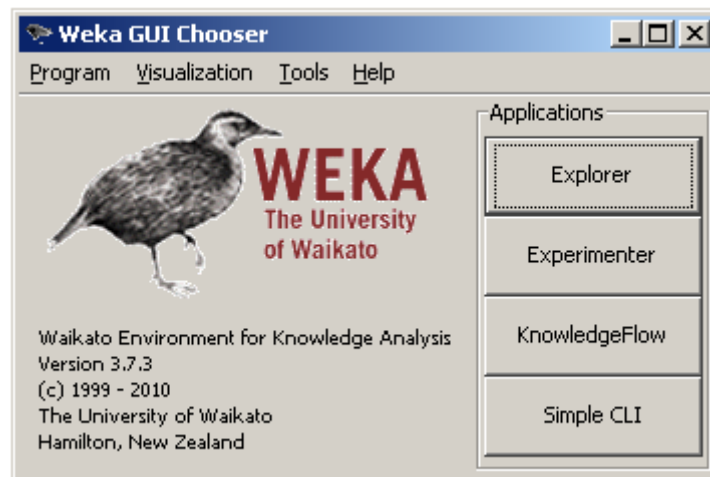 Weka GUI Chooser
Program Visualization Tools Help
WEKA
The University
of Waikato
Waikato Environment for Knowledge Analysis
Version 3.7.3
(c) 1999 - 2010
The University of Waikato
Hamilton, New Zealand
Applications
Explorer
Experimenter
KnowledgeFlow
Simple CLI